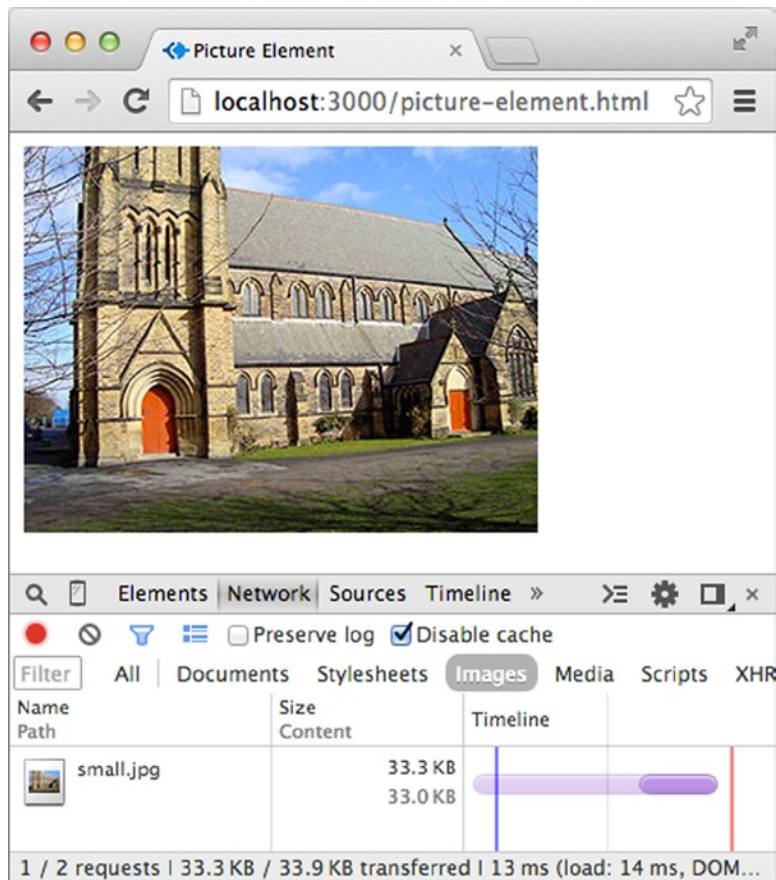 Picture Element
localhost:3000/picture-element.html
Elements Network Sources Timeline »
Preserve log Disable cache
Filter All Documents Stylesheets Images Media Scripts XHR
Name Size Timeline
Path Content
small.jpg 33.3 KB
33.0 KB
1 / 2 requests | 33.3 KB / 33.9 KB transferred | 13 ms (load: 14 ms, DOM...